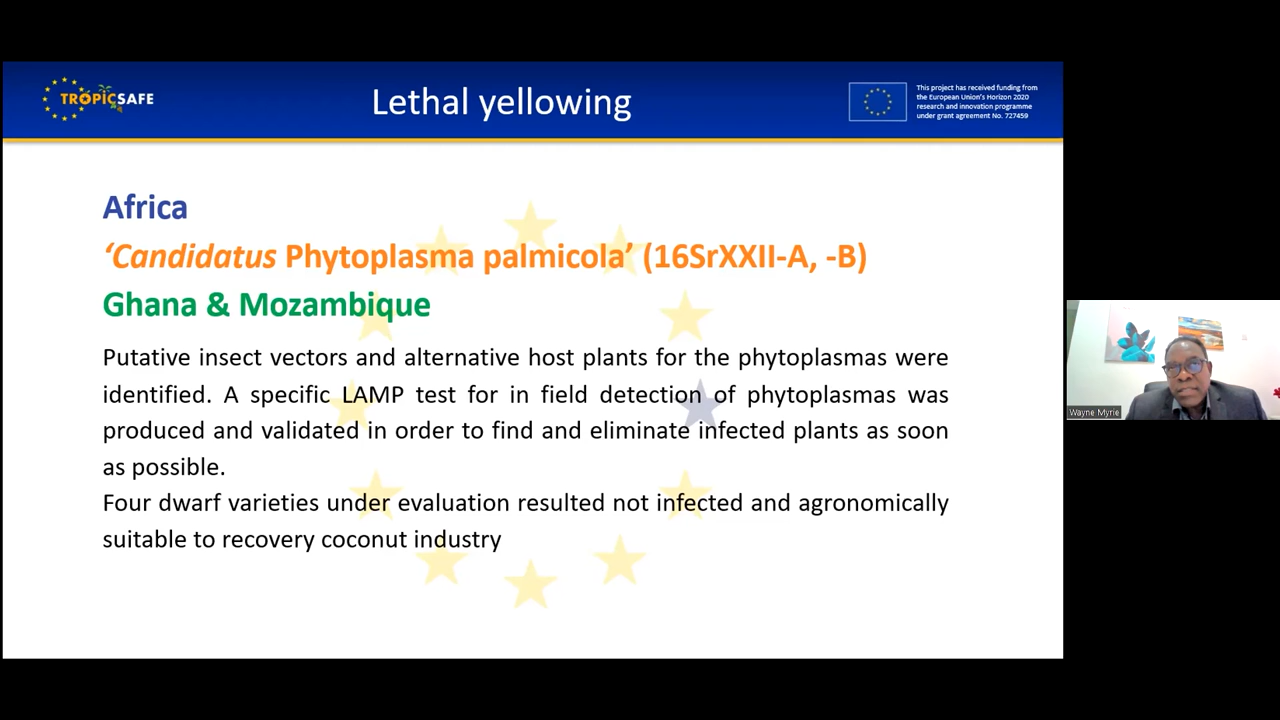 TROPICSAFE
Lethal yellowing
This project has received funding from
the European Union's Horizon 2020
research and innovation programme
under grant agreement No. 727459
Africa
‘Candidatus Phytoplasma palmicola’ (16SrXXII-A, -B)
Ghana & Mozambique
Putative insect vectors and alternative host plants for the phytoplasmas were
identified. A specific LAMP test for in field detection of phytoplasmas was
produced and validated in order to find and eliminate infected plants as soon
as possible.
Four dwarf varieties under evaluation resulted not infected and agronomically
suitable to recovery coconut industry
Wayne Myrie